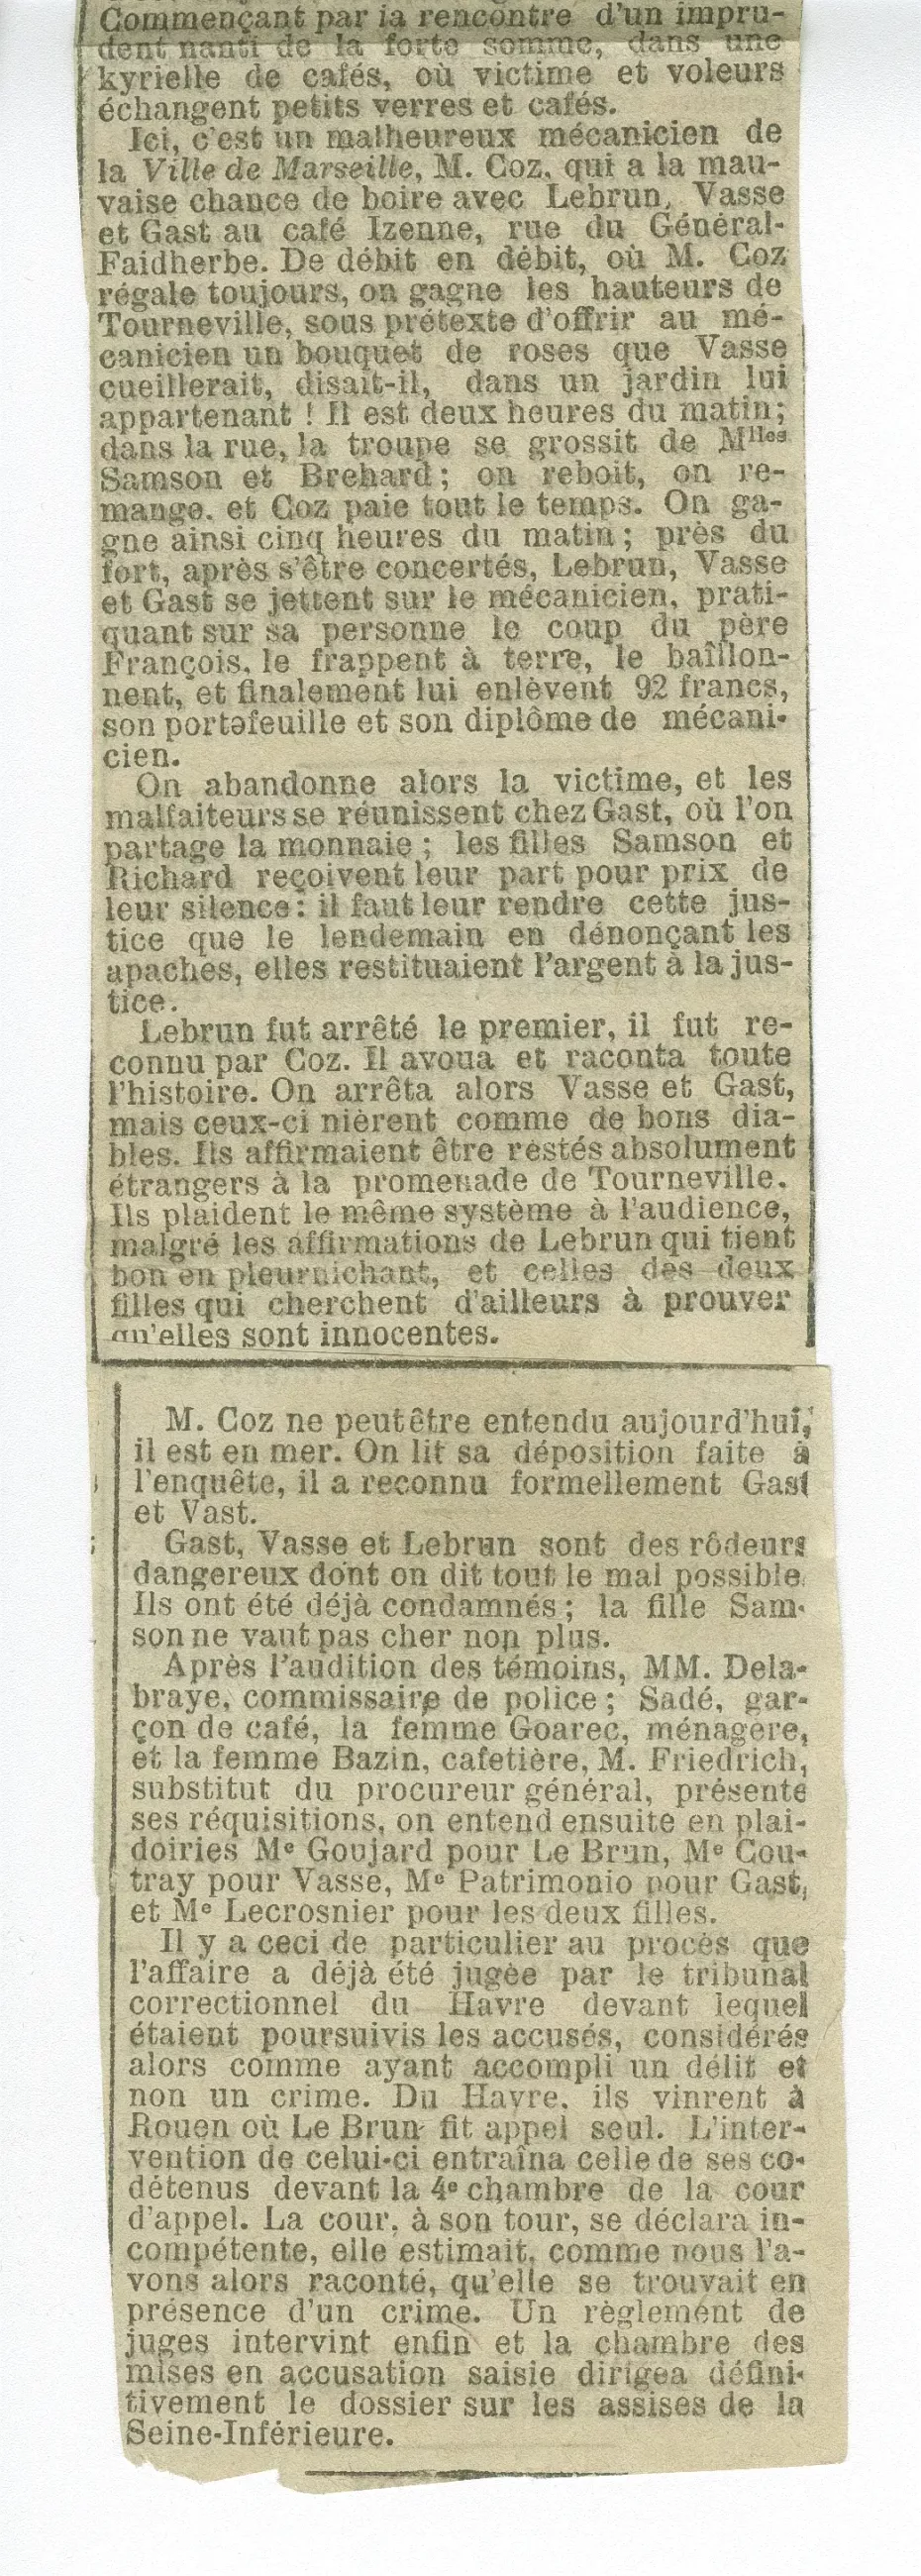 Commençant par la rencontre d'un impru-
dent nanti de la forte somme, dans une
kyrielle de cafés, où victime et voleurs
échangent petits verres et cafés.
Ici, c'est un malheureux mécanicien de
la Ville de Marseille, M. Coz, qui a la mau-
vaise chance de boire avec Lebrun, Vasse
et Gast au café Izenne, rue du Général-
Faidherbe. De débit en débit, où M. Coz
régale toujours, on gagne les hauteurs de
Tourneville, sous prétexte d'offrir au mé-
canicien un bouquet de roses que Vasse
cueillerait, disait-il, dans un jardin lui
appartenant ! Il est deux heures du matin;
dans la rue, la troupe se grossit de Mlles
Samson et Brehard; on reboit, on re-
mange, et Coz paie tout le temps. On ga-
gne ainsi cinq heures du matin; près du
fort, après s'être concertés, Lebrun, Vasse
et Gast se jettent sur le mécanicien, prati-
quant sur sa personne le coup du père
François, le frappent à terre, le baîllon-
nent, et finalement lui enlèvent 92 francs,
son portefeuille et son diplôme de mécani-
cien.
On abandonne alors la victime, et les
malfaiteurs se réunissent chez Gast, où l'on
partage la monnaie; les filles Samson et
Richard reçoivent leur part pour prix de
leur silence: il faut leur rendre cette jus-
tice que le lendemain en dénonçant les
apaches, elles restituaient l'argent à la jus-
tice.
Lebrun fut arrêté le premier, il fut re-
connu par Coz. Il avoua et raconta toute
l'histoire. On arrêta alors Vasse et Gast,
mais ceux-ci nièrent comme de bons dia-
bles. Ils affirmaient être restés absolument
étrangers à la promenade de Tourneville.
Ils plaident le même système à l'audience,
malgré les affirmations de Lebrun qui tient
bon en pleurnichant, et celles des deux
filles qui cherchent d'ailleurs à prouver
qu'elles sont innocentes.
M. Coz ne peut être entendu aujourd'hui,
il est en mer. On lit sa déposition faite à
l'enquête, il a reconnu formellement Gast
et Vast.
Gast, Vasse et Lebrun sont des rôdeurs
dangereux dont on dit tout le mal possible.
Ils ont été déjà condamnés; la fille Sam-
son ne vaut pas cher non plus.
Après l'audition des témoins, MM. Dela-
braye, commissaire de police; Sadé, gar-
çon de café, la femme Goarec, ménagère,
et la femme Bazin, cafetière, M. Friedrich,
substitut du procureur général, présente
ses réquisitions, on entend ensuite en plai-
doiries Me Goujard pour Le Brun, Me Cou-
tray pour Vasse, Me Patrimonio pour Gast,
et Me Lecrosnier pour les deux filles.
Il y a ceci de particulier au procès que
l'affaire a déjà été jugée par le tribunal
correctionnel du Havre devant lequel
étaient poursuivis les accusés, considérés
alors comme ayant accompli un délit et
non un crime. Du Havre, ils vinrent à
Rouen où Le Brun fit appel seul. L'inter-
vention de celui-ci entraîna celle de ses co-
détenus devant la 4e chambre de la cour
d'appel. La cour, à son tour, se déclara in-
compétente, elle estimait, comme nous l'a-
vons alors raconté, qu'elle se trouvait en
présence d'un crime. Un règlement de
juges intervint enfin et la chambre des
mises en accusation saisie dirigea défini-
tivement le dossier sur les assises de la
Seine-Inférieure.